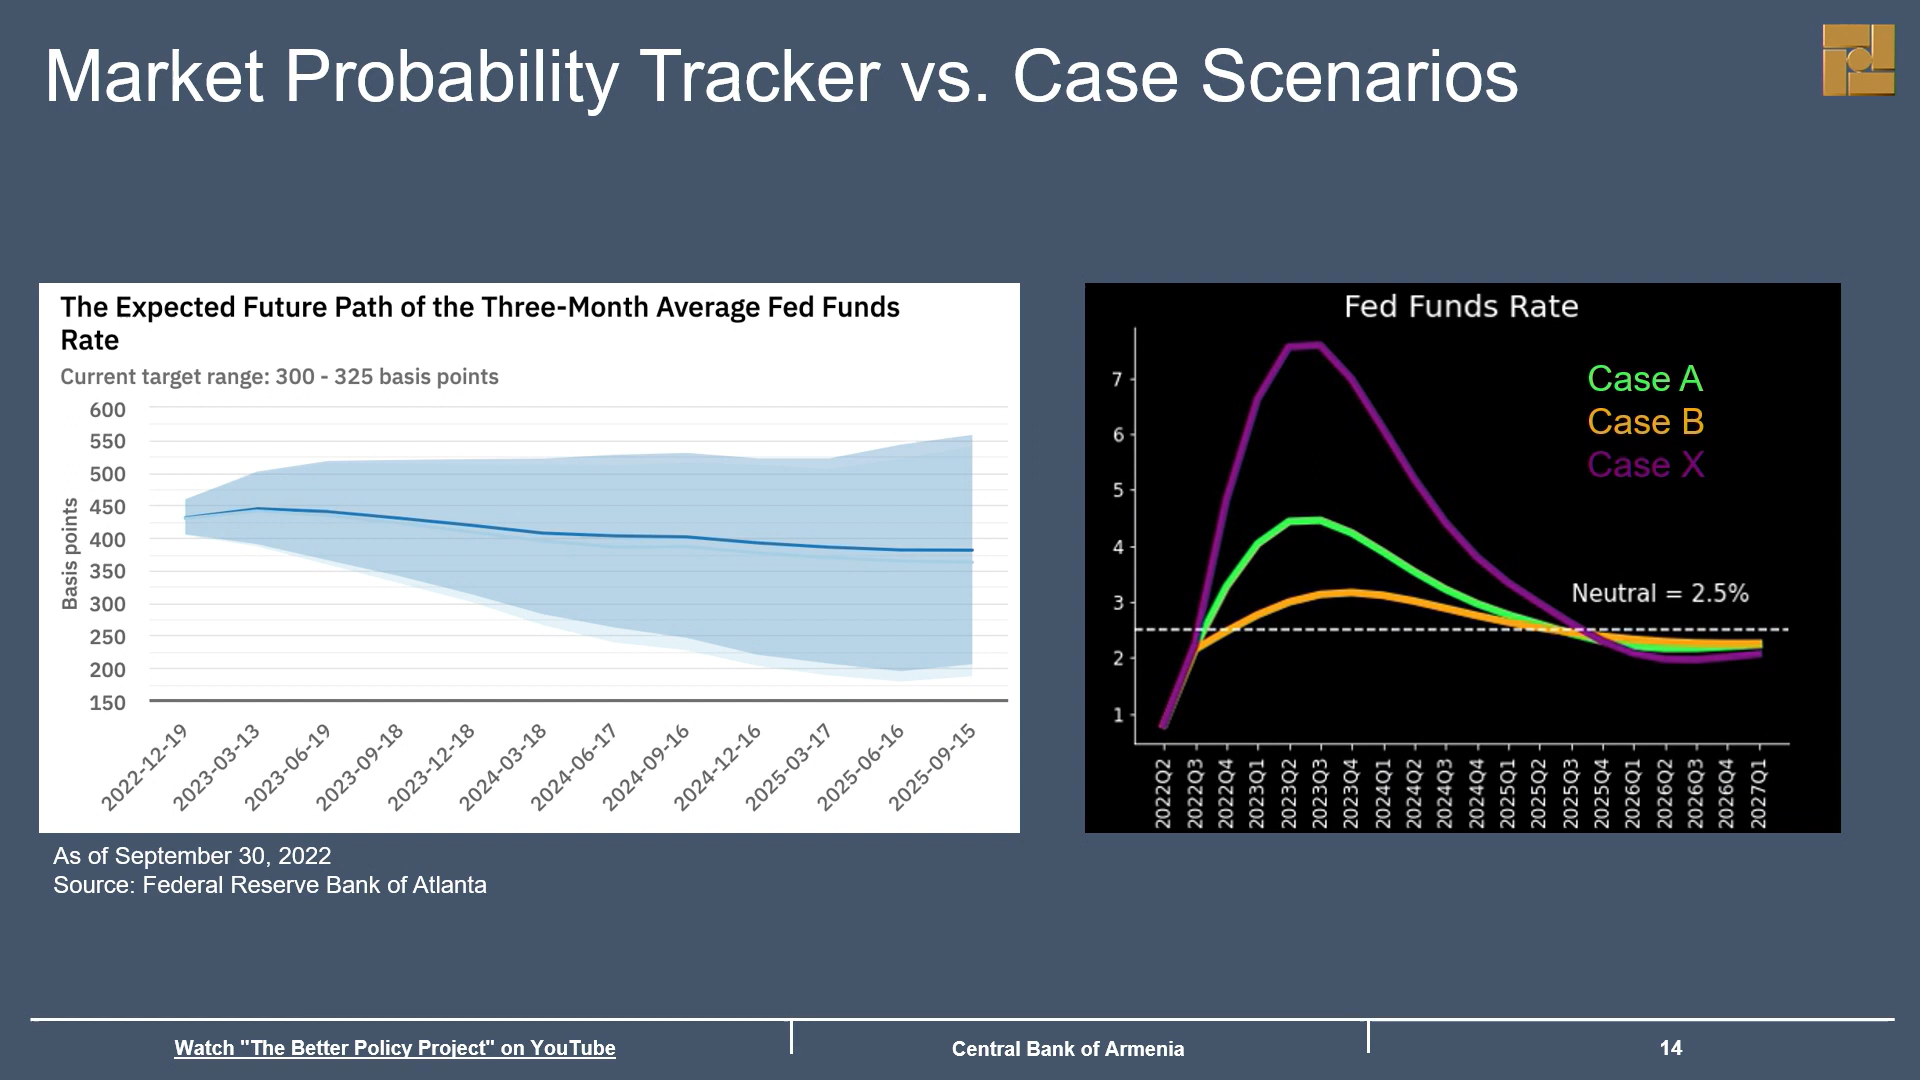 Market Probability Tracker vs. Case Scenarios
The Expected Future Path of the Three-Month Average Fed Funds
Rate
Current target range: 300 - 325 basis points
Basis points
600
550
500
450
400
350
300
250
200
150
2022-12-19
2023-03-13
2023-06-19
2023-09-18
2023-12-18
2024-03-18
2024-06-17
2024-09-16
2024-12-16
2025-03-17
2025-06-16
2025-09-15
As of September 30, 2022
Source: Federal Reserve Bank of Atlanta
Fed Funds Rate
Case A
Case B
Case X
Neutral = 2.5%
7
6
5
4
3
2
1
2022Q2
2022Q3
2022Q4
2023Q1
2023Q2
2023Q3
2023Q4
2024Q1
2024Q2
2024Q3
2024Q4
2025Q1
2025Q2
2025Q3
2025Q4
2026Q1
2026Q2
2026Q3
2026Q4
2027Q1
Watch "The Better Policy Project" on YouTube
Central Bank of Armenia
14